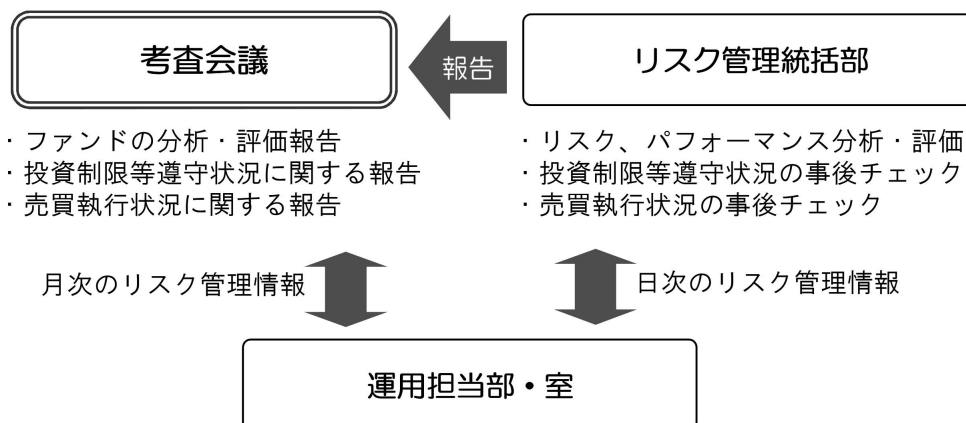 考査会議
報告
リスク管理統括部
・ファンドの分析・評価報告
・投資制限等遵守状況に関する報告
・売買執行状況に関する報告
・リスク、パフォーマンス分析・評価
・投資制限等遵守状況の事後チェック
・売買執行状況の事後チェック
月次のリスク管理情報
日次のリスク管理情報
運用担当部・室